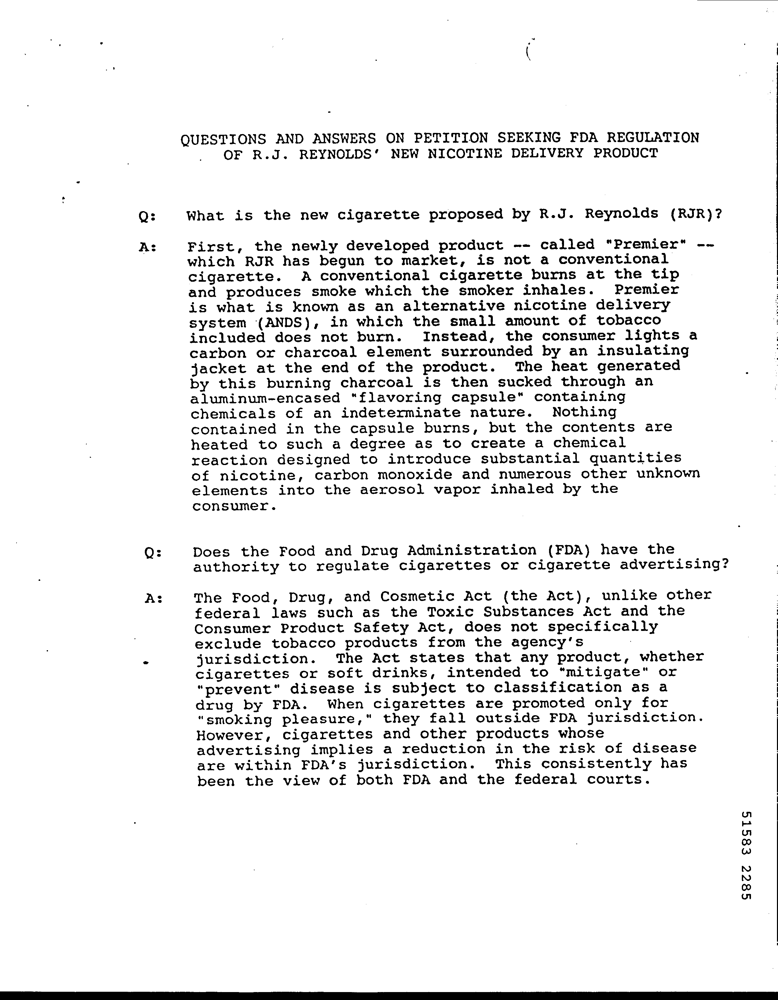 QUESTIONS AND ANSWERS ON PETITION SEEKING FDA REGULATION
OF R.J. REYNOLDS' NEW NICOTINE DELIVERY PRODUCT
Q: What is the new cigarette proposed by R.J. Reynolds (RJR)?
A: First, the newly developed product -- called "Premier" --
which RJR has begun to market, is not a conventional
cigarette. A conventional cigarette burns at the tip
and produces smoke which the smoker inhales. Premier
is what is known as an alternative nicotine delivery
system (ANDS), in which the small amount of tobacco
included does not burn. Instead, the consumer lights a
carbon or charcoal element surrounded by an insulating
jacket at the end of the product. The heat generated
by this burning charcoal is then sucked through an
aluminum-encased "flavoring capsule" containing
chemicals of an indeterminate nature. Nothing
contained in the capsule burns, but the contents are
heated to such a degree as to create a chemical
reaction designed to introduce substantial quantities
of nicotine, carbon monoxide and numerous other unknown
elements into the aerosol vapor inhaled by the
consumer.
Q: Does the Food and Drug Administration (FDA) have the
authority to regulate cigarettes or cigarette advertising?
A: The Food, Drug, and Cosmetic Act (the Act), unlike other
federal laws such as the Toxic Substances Act and the
Consumer Product Safety Act, does not specifically
exclude tobacco products from the agency's
jurisdiction. The Act states that any product, whether
cigarettes or soft drinks, intended to "mitigate" or
"prevent" disease is subject to classification as a
drug by FDA. When cigarettes are promoted only for
"smoking pleasure," they fall outside FDA jurisdiction.
However, cigarettes and other products whose
advertising implies a reduction in the risk of disease
are within FDA's jurisdiction. This consistently has
been the view of both FDA and the federal courts.
51583 2285